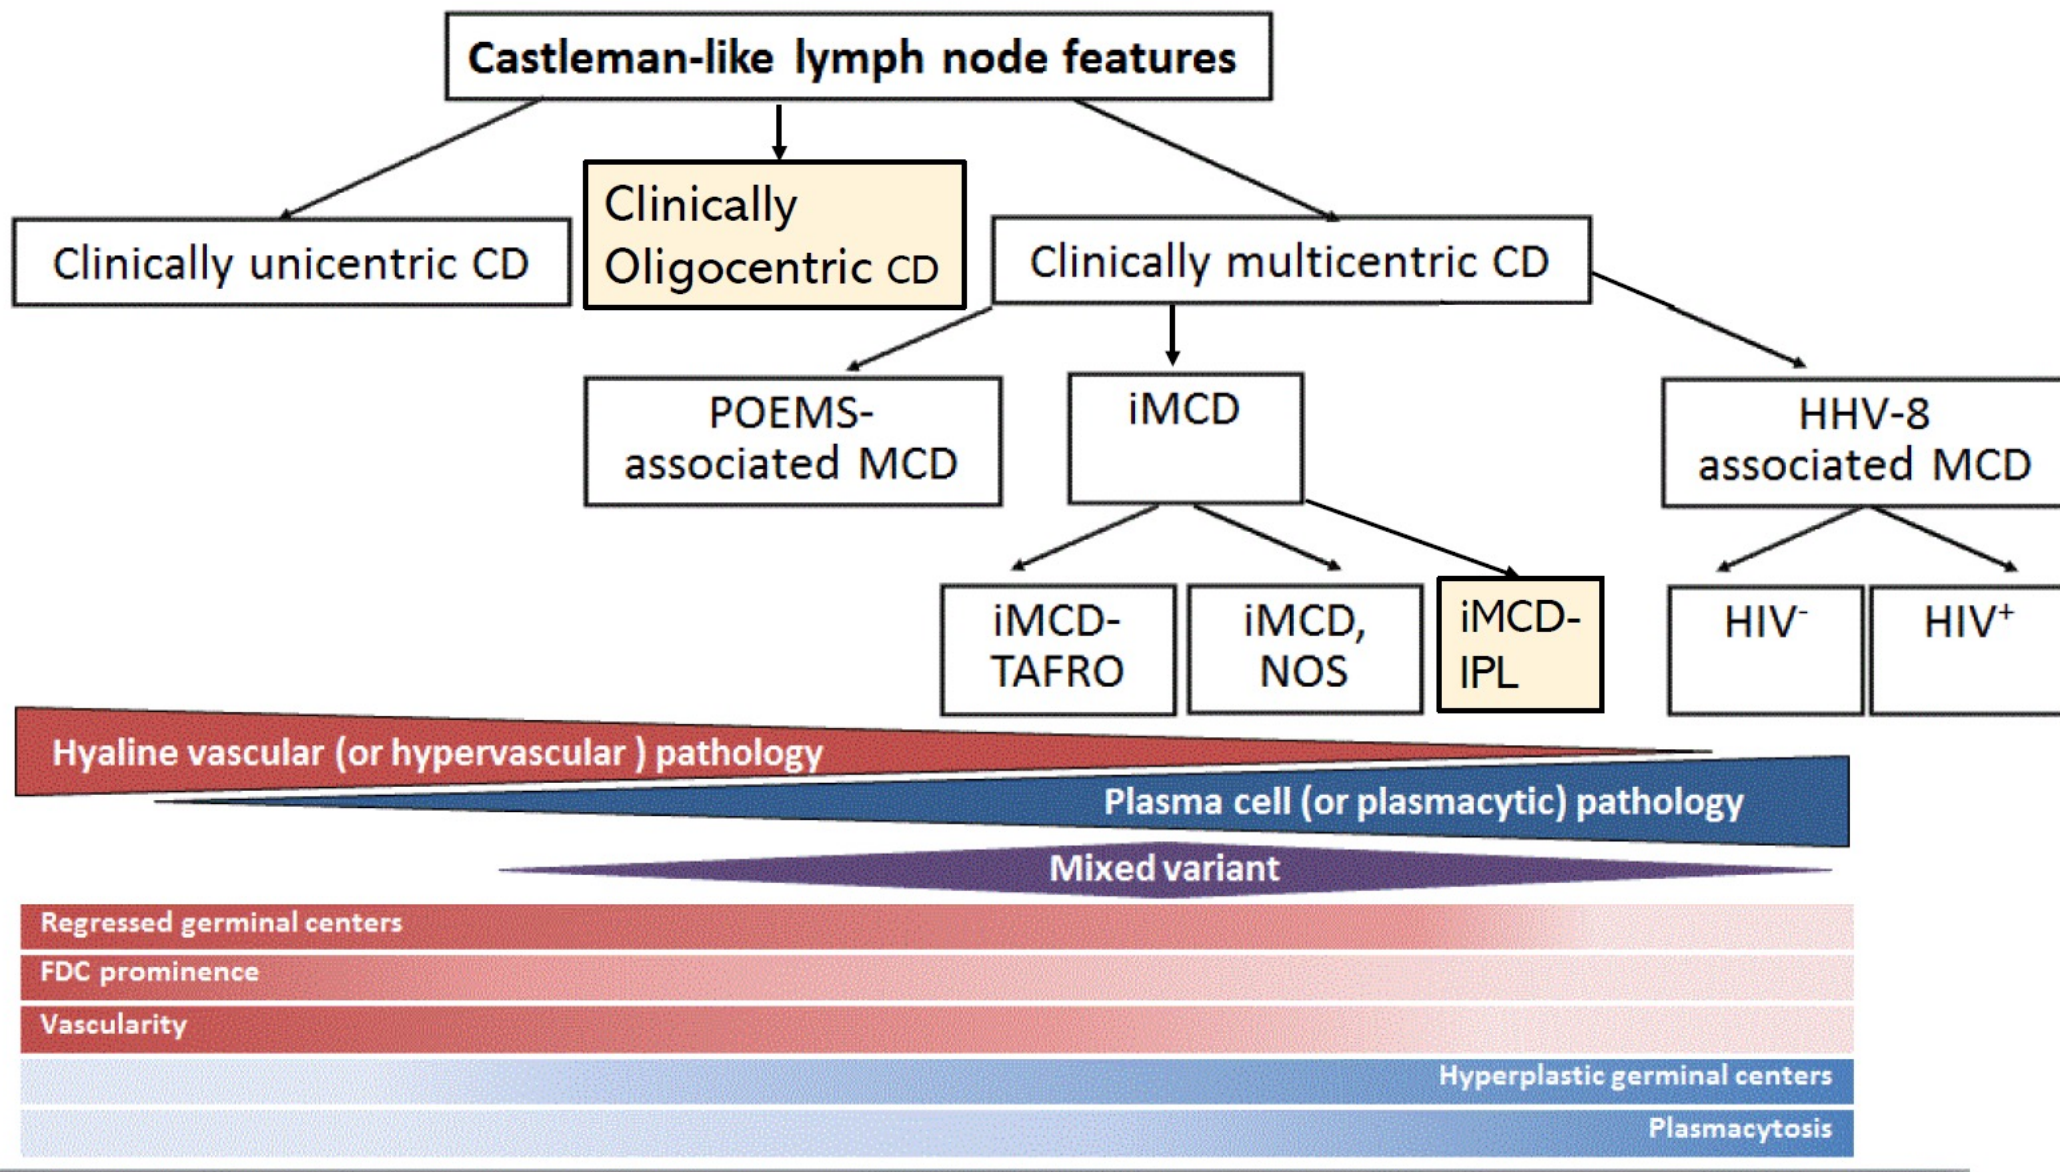 Castleman-like lymph node features
Clinically unicentric CD
Clinically
Oligocentric CD
Clinically multicentric CD
POEMS-
associated MCD
iMCD
HHV-8
associated MCD
iMCD-
TAFRO
iMCD,
NOS
iMCD-
IPL
HIV⁻
HIV⁺
Hyaline vascular (or hypervascular ) pathology
Plasma cell (or plasmacytic) pathology
Mixed variant
Regressed germinal centers
FDC prominence
Vascularity
Hyperplastic germinal centers
Plasmacytosis